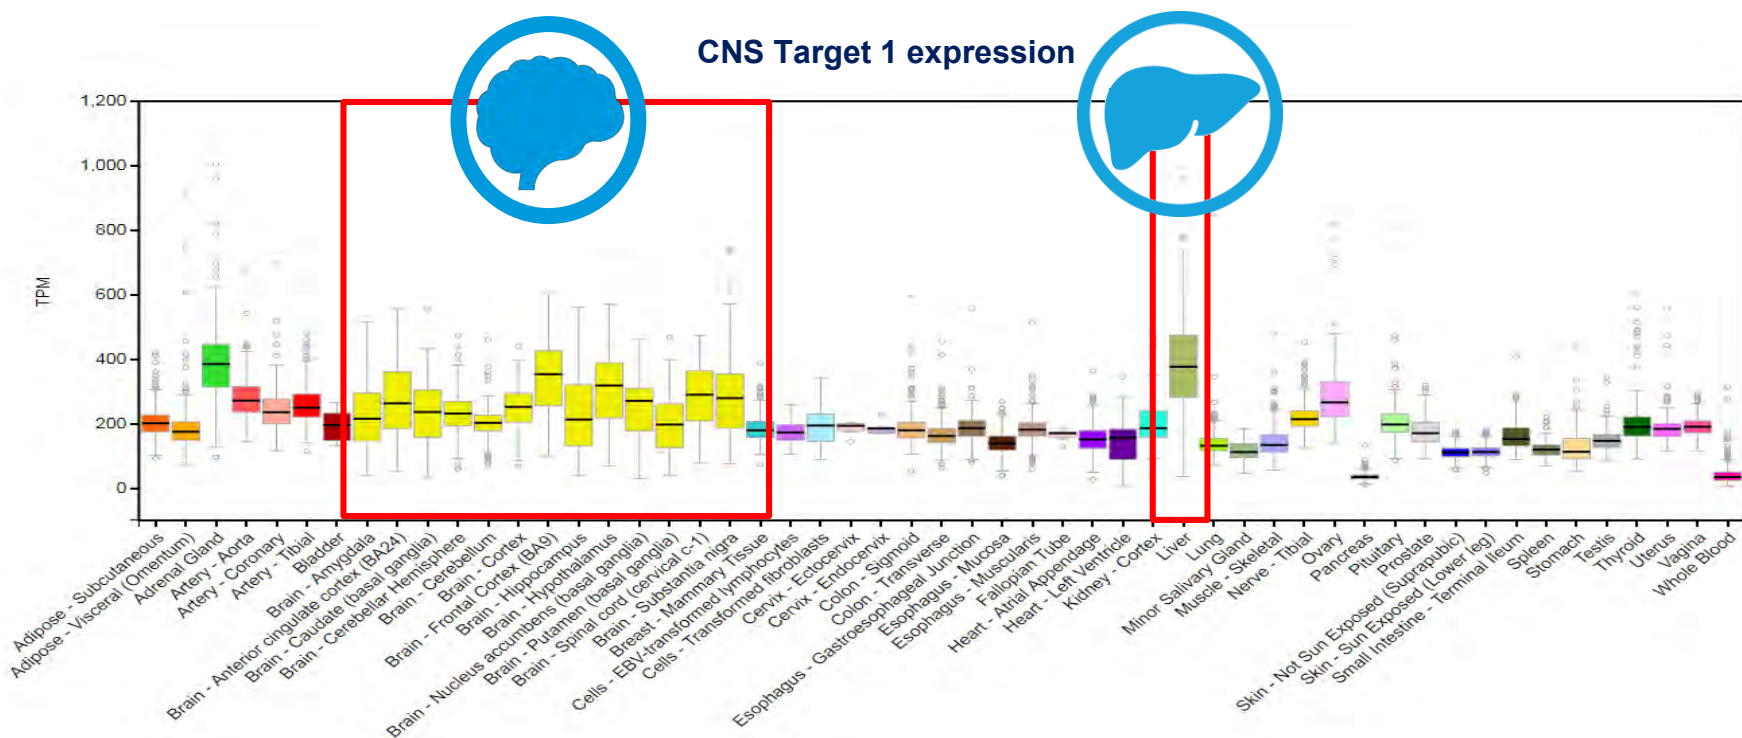 CNS Target 1 expression
1,200
1.000
800
600
400
200
0
TPM
Adipose - Subcutaneous
Adipose - Visceral (Omentum)
Adrenal Gland
Artery - Aorta
Artery - Coronary
Artery - Tibial
Bladder
Brain - Amygdala
Brain - Anterior cingulate cortex (BA24)
Brain - Caudate (basal ganglia)
Brain - Cerebellar Hemisphere
Brain - Cerebellum
Brain - Cortex
Brain - Frontal Cortex (BA9)
Brain - Hippocampus
Brain - Hypothalamus
Brain - Nucleus accumbens (basal ganglia)
Brain - Putamen (basal ganglia)
Brain - Spinal cord (cervical c-1)
Brain - Substantia nigra
Breast - Mammary Tissue
Cells - EBV-transformed lymphocytes
Cells - Transformed fibroblasts
Cervix - Ectocervix
Cervix - Endocervix
Colon - Sigmoid
Colon - Transverse
Esophagus - Gastroesophageal Junction
Esophagus - Mucosa
Esophagus - Muscularis
Fallopian Tube
Heart - Atrial Appendage
Heart - Left Ventricle
Kidney - Cortex
Liver
Lung
Minor Salivary Gland
Muscle - Skeletal
Nerve - Tibial
Ovary
Pancreas
Pituitary
Prostate
Skin - Not Sun Exposed (Suprapubic)
Skin - Sun Exposed (Lower leg)
Small Intestine - Terminal Ileum
Spleen
Stomach
Testis
Thyroid
Uterus
Vagina
Whole Blood